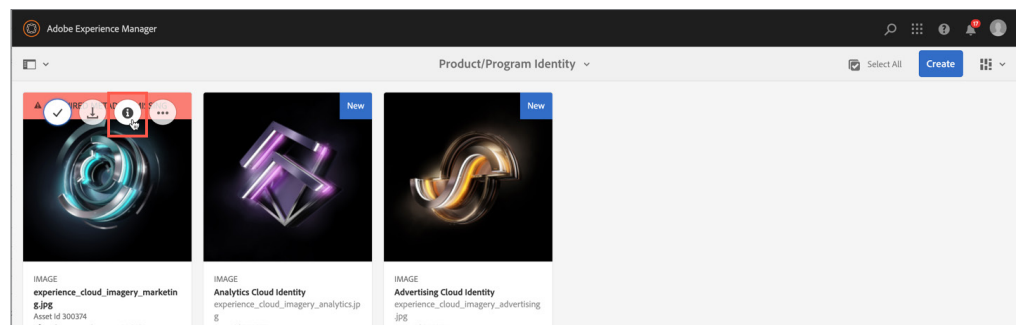 Adobe Experience Manager
17
Product/Program Identity
Select All
Create
New
New
IMAGE
experience_cloud_imagery_marketin
g.jpg
Asset Id 300374
IMAGE
Analytics Cloud Identity
experience_cloud_imagery_analytics.jp
g
IMAGE
Advertising Cloud Identity
experience_cloud_imagery_advertising
.jpg